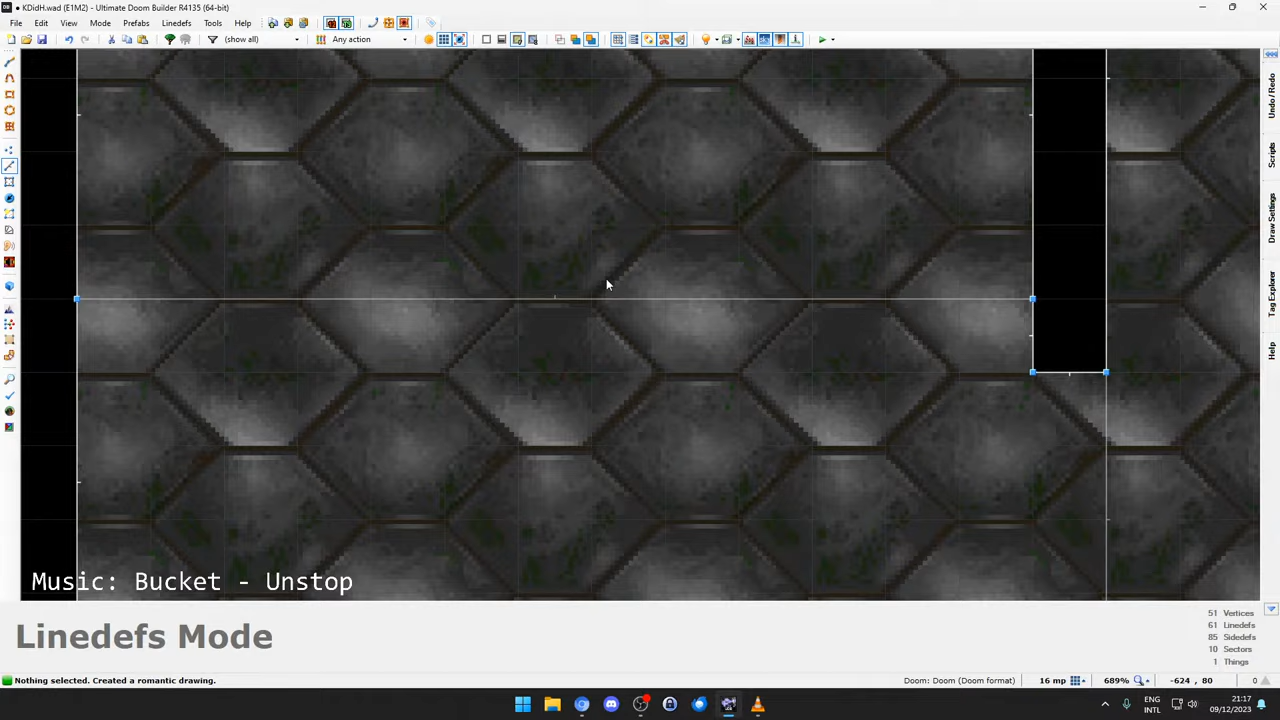 KDidH.wad (E1M2) - Ultimate Doom Builder R4135 (64-bit)
File Edit View Mode Prefabs Linedefs Tools Help
(show all) Any action
Undo / Redo
Scripts
Draw Settings
Tag Explorer
Help
Music: Bucket - Unstop
Linedefs Mode
51 Vertices
61 Linedefs
85 Sidedefs
10 Sectors
1 Things
Nothing selected. Created a romantic drawing. Doom: Doom (Doom format) 16 mp 689% -624 , 80 0
ENG
INTL
21:17
09/12/2023